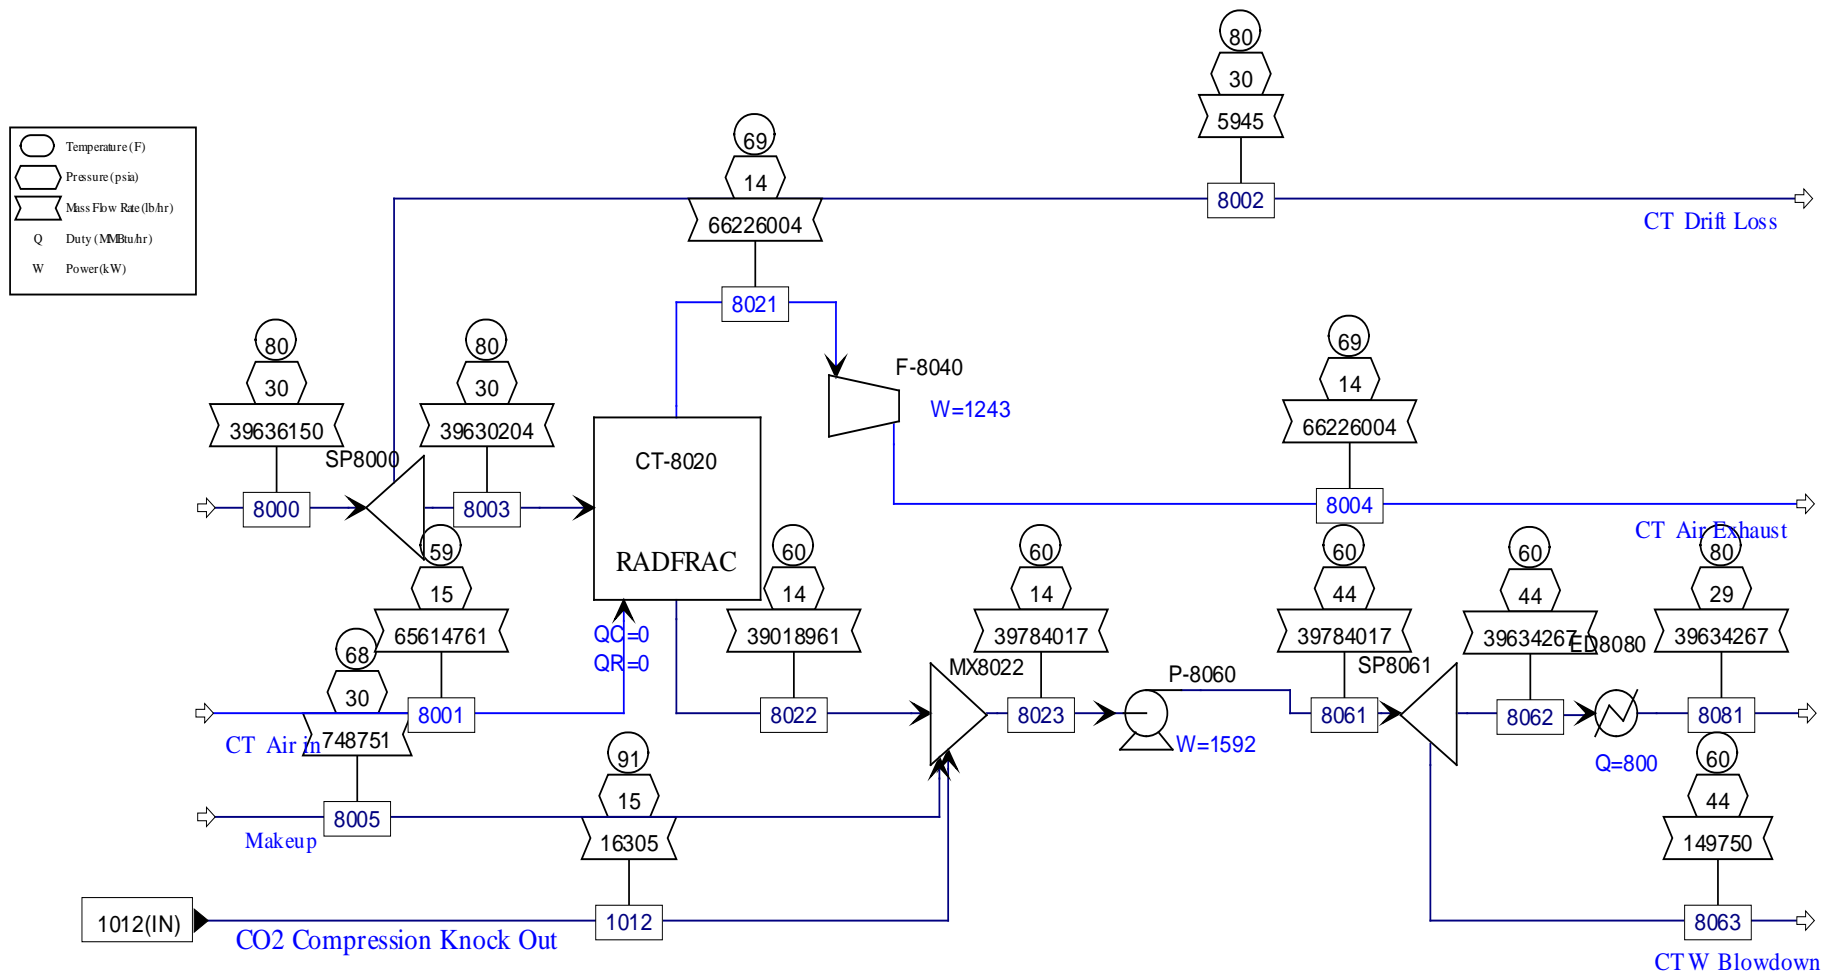 80
30
5945
8002
CT Drift Loss
69
14
66226004
8021
Temperature (F)
Pressure (psia)
Mass Flow Rate (lb/hr)
Q Duty (MMBtu/hr)
W Power(kW)
80
30
39636150
8000
SP8000
80
30
39630204
8003
CT-8020
RADFRAC
QC=0
QR=0
F-8040
W=1243
69
14
66226004
8004
CT Air Exhaust
59
15
65614761
8001
CT Air in
60
14
39018961
8022
MX8022
60
14
39784017
8023
P-8060
W=1592
60
44
39784017
8061
SP8061
60
44
39634267
8062
ED8080
Q=800
80
29
39634267
8081
68
30
748751
8005
Makeup
91
15
16305
1012
1012(IN)
CO2 Compression Knock Out
60
44
149750
8063
CTW Blowdown